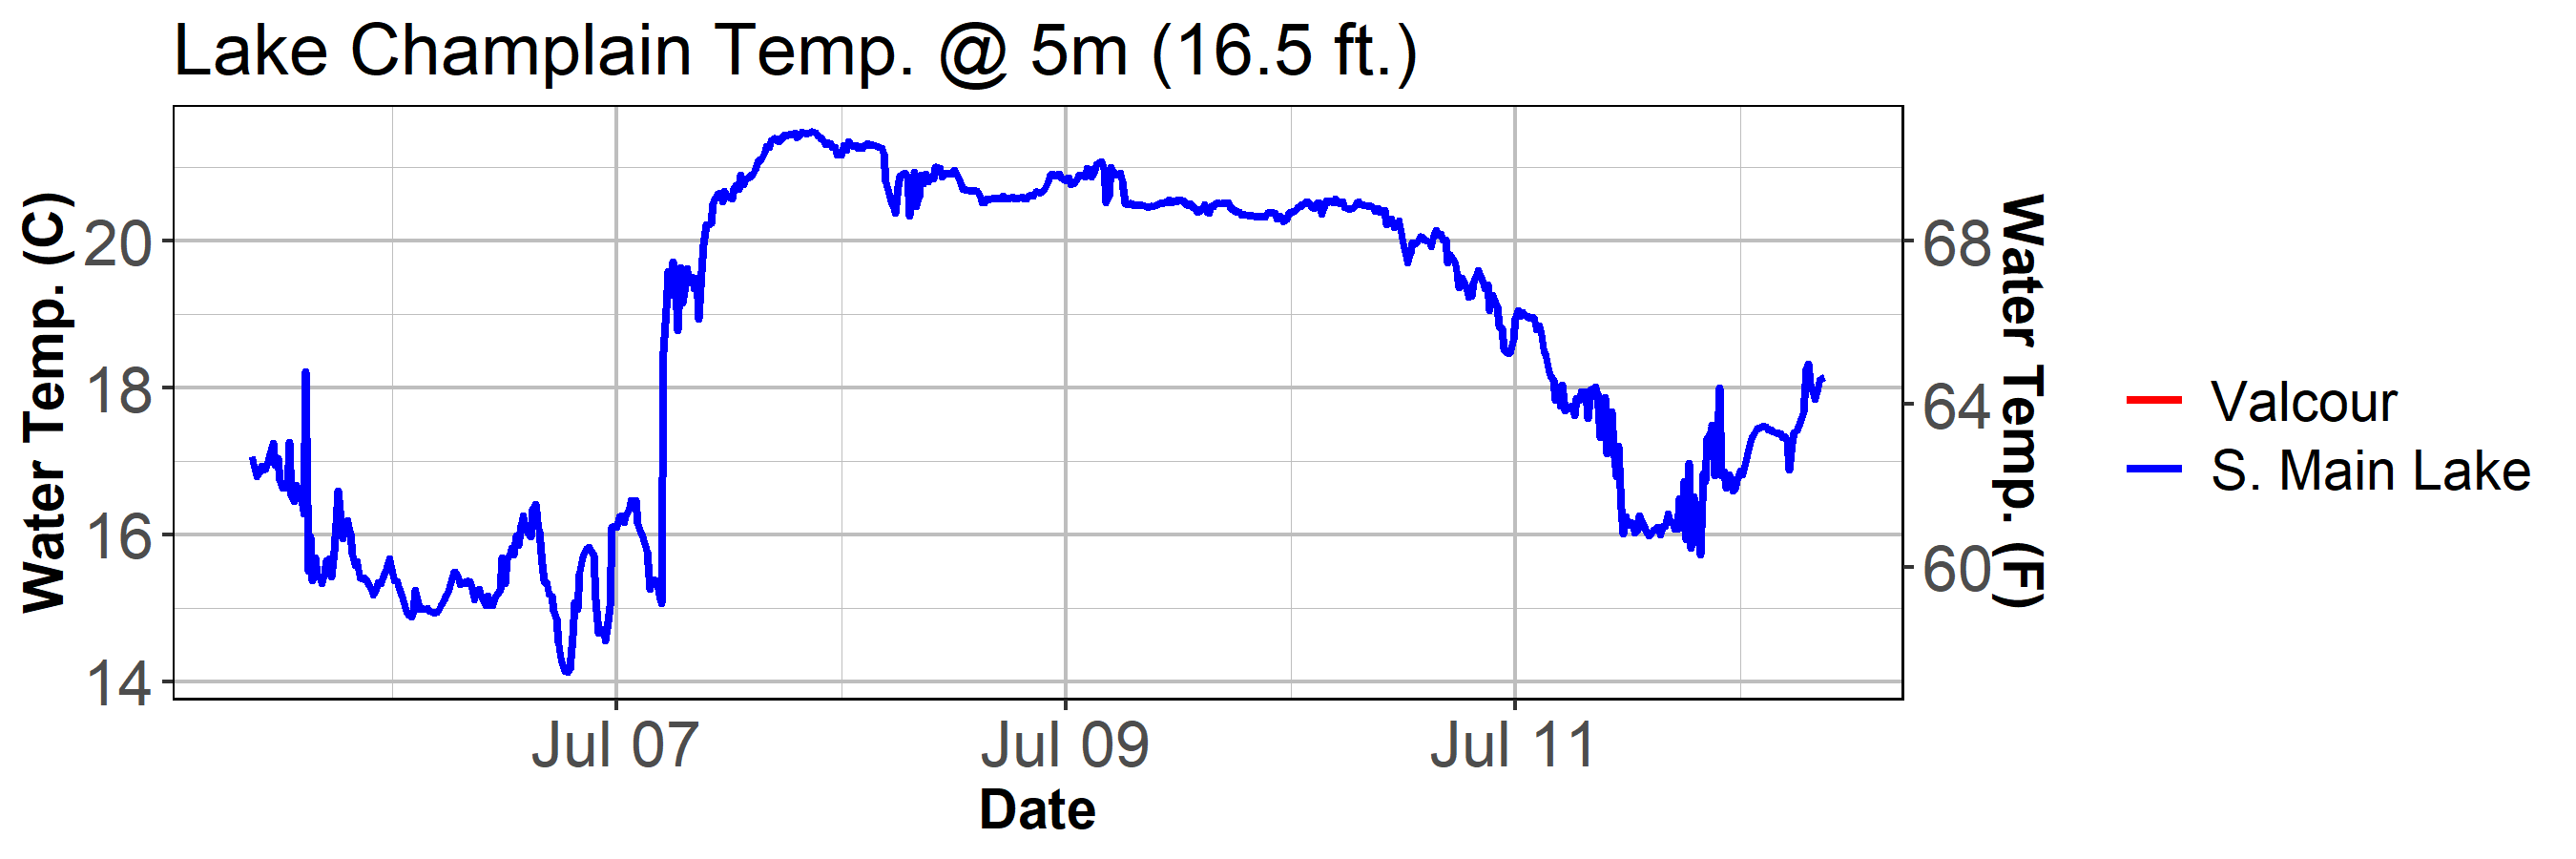 Lake Champlain Temp. @ 5m (16.5 ft.)
Water Temp. (C)
20
18
16
14
68
64
60
Water Temp. (F)
Jul 07
Jul 09
Jul 11
Date
Valcour
S. Main Lake